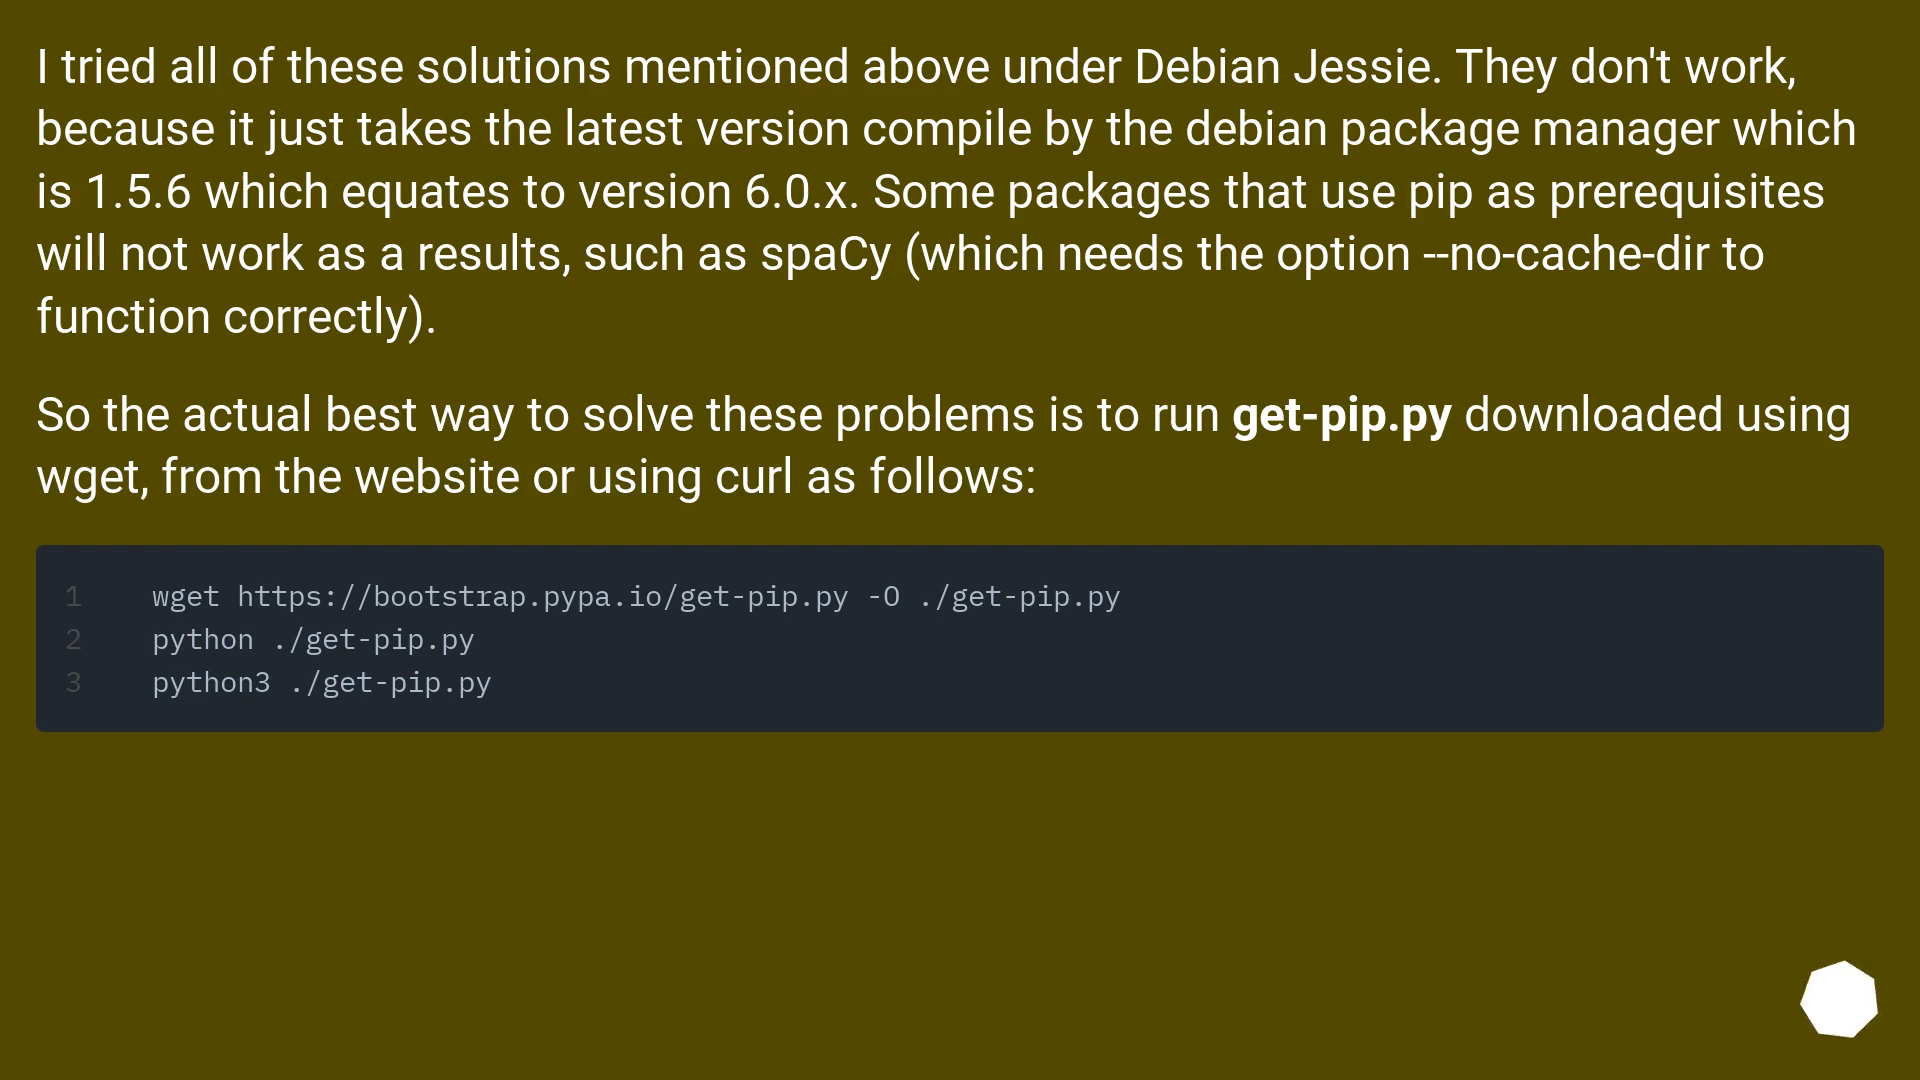 I tried all of these solutions mentioned above under Debian Jessie. They don't work,
because it just takes the latest version compile by the debian package manager which
is 1.5.6 which equates to version 6.0.x. Some packages that use pip as prerequisites
will not work as a results, such as spaCy (which needs the option --no-cache-dir to
function correctly).
So the actual best way to solve these problems is to run get-pip.py downloaded using
wget, from the website or using curl as follows:
1 wget https://bootstrap.pypa.io/get-pip.py -O ./get-pip.py
2 python ./get-pip.py
3 python3 ./get-pip.py